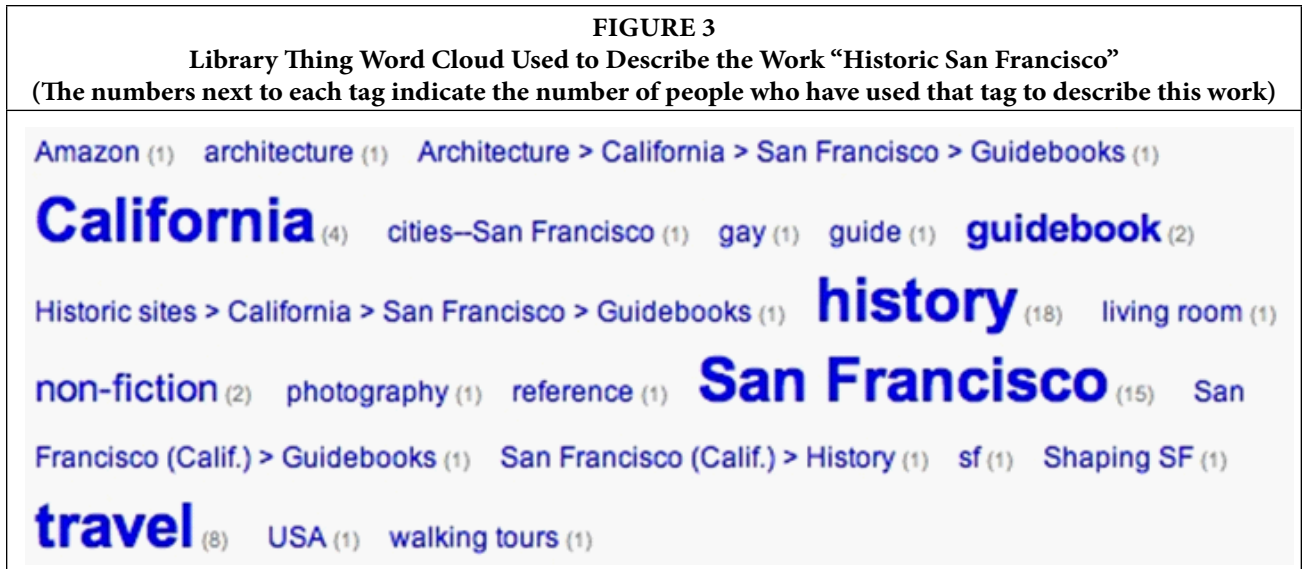 FIGURE 3
Library Thing Word Cloud Used to Describe the Work “Historic San Francisco”
(The numbers next to each tag indicate the number of people who have used that tag to describe this work)
Amazon (1) architecture (1) Architecture > California > San Francisco > Guidebooks (1)
California (4) cities--San Francisco (1) gay (1) guide (1) guidebook (2)
Historic sites > California > San Francisco > Guidebooks (1) history (18) living room (1)
non-fiction (2) photography (1) reference (1) San Francisco (15) San
Francisco (Calif.) > Guidebooks (1) San Francisco (Calif.) > History (1) sf (1) Shaping SF (1)
travel (8) USA (1) walking tours (1)